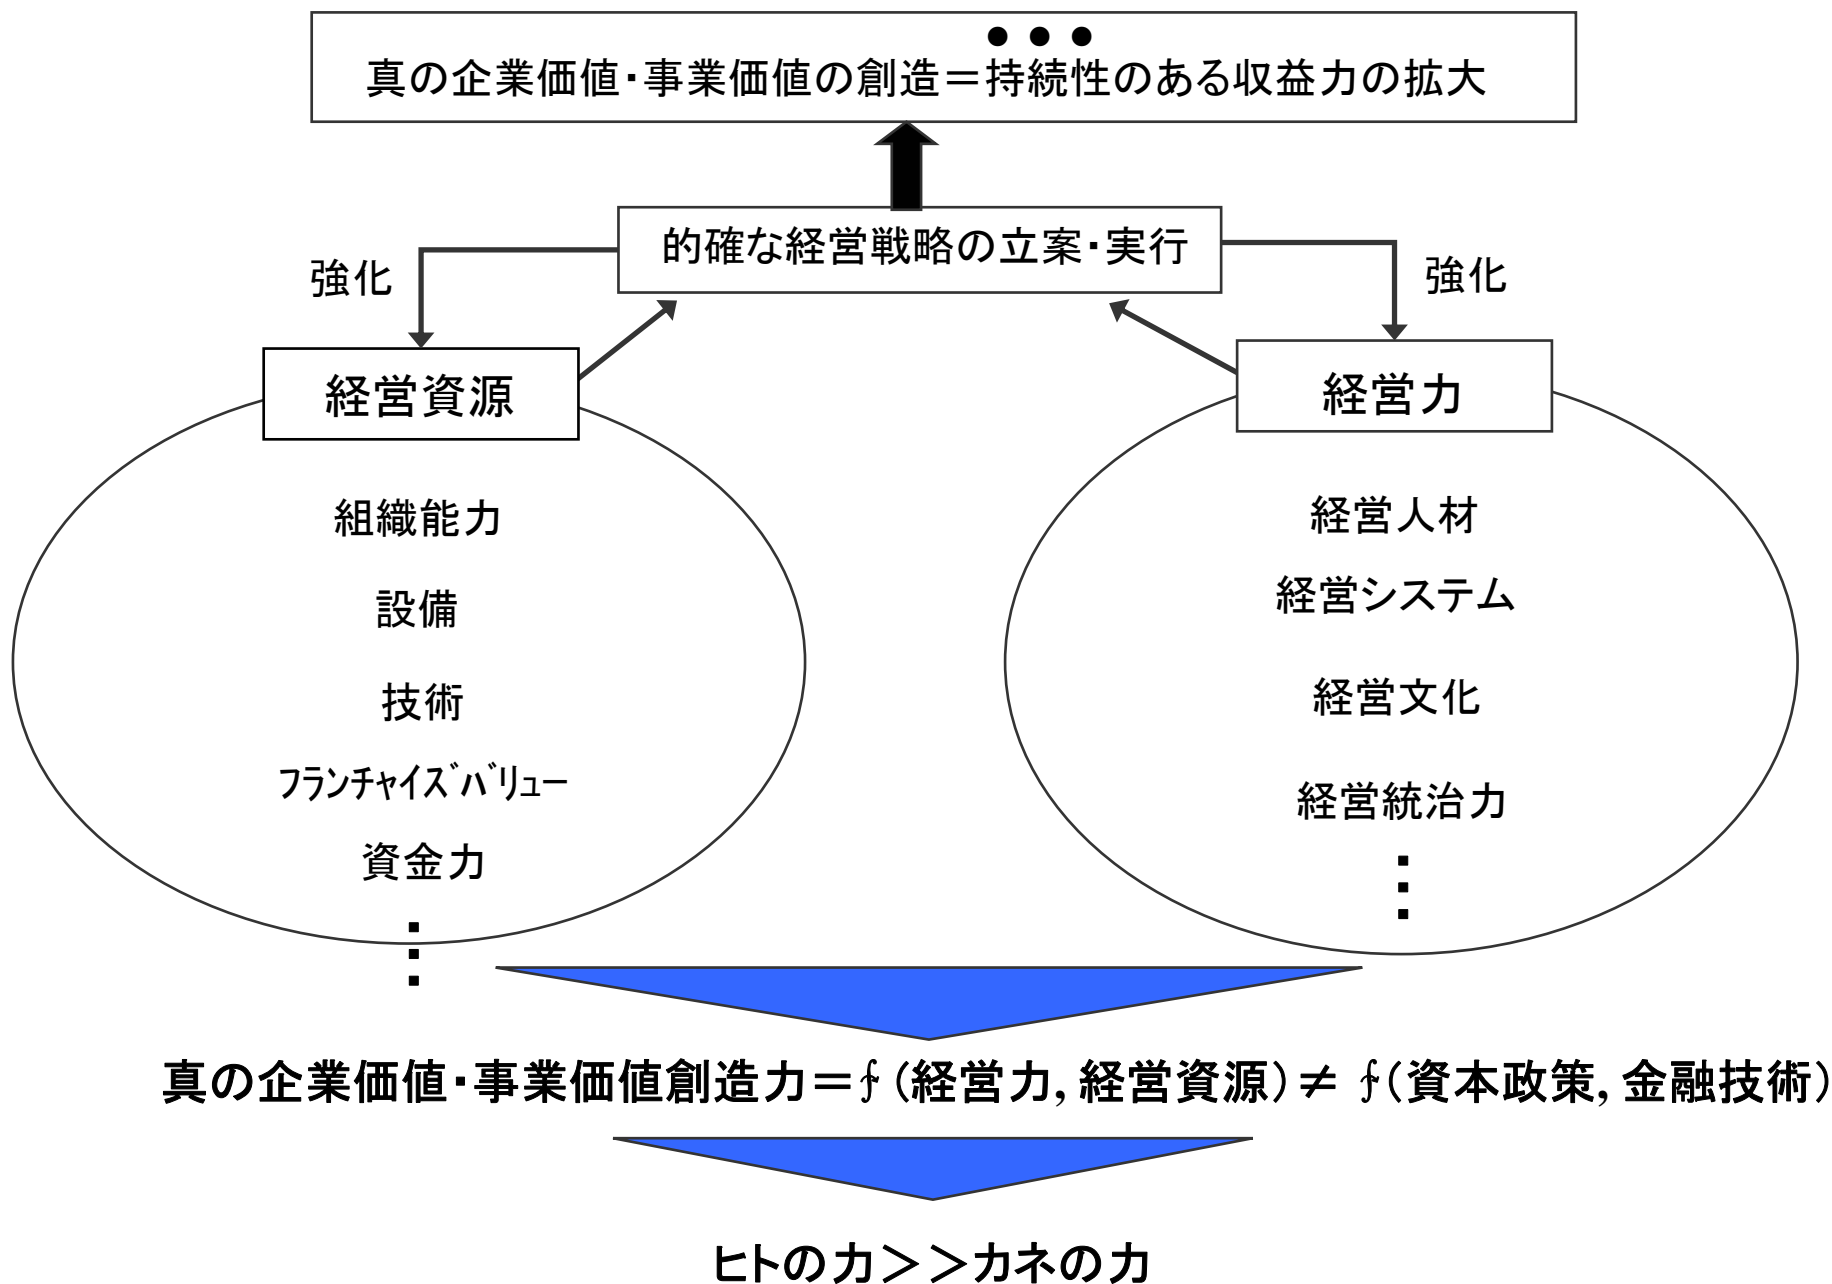 真の企業価値・事業価値の創造＝持続性のある収益力の拡大
的確な経営戦略の立案・実行
強化
強化
経営資源
組織能力
設備
技術
ﾌﾗﾝﾁｬｲｽﾞﾊﾞﾘｭｰ
資金力
⋮
経営力
経営人材
経営システム
経営文化
経営統治力
⋮
真の企業価値・事業価値創造力＝∮（経営力, 経営資源）≠ ∮（資本政策, 金融技術）
ヒトの力＞＞カネの力